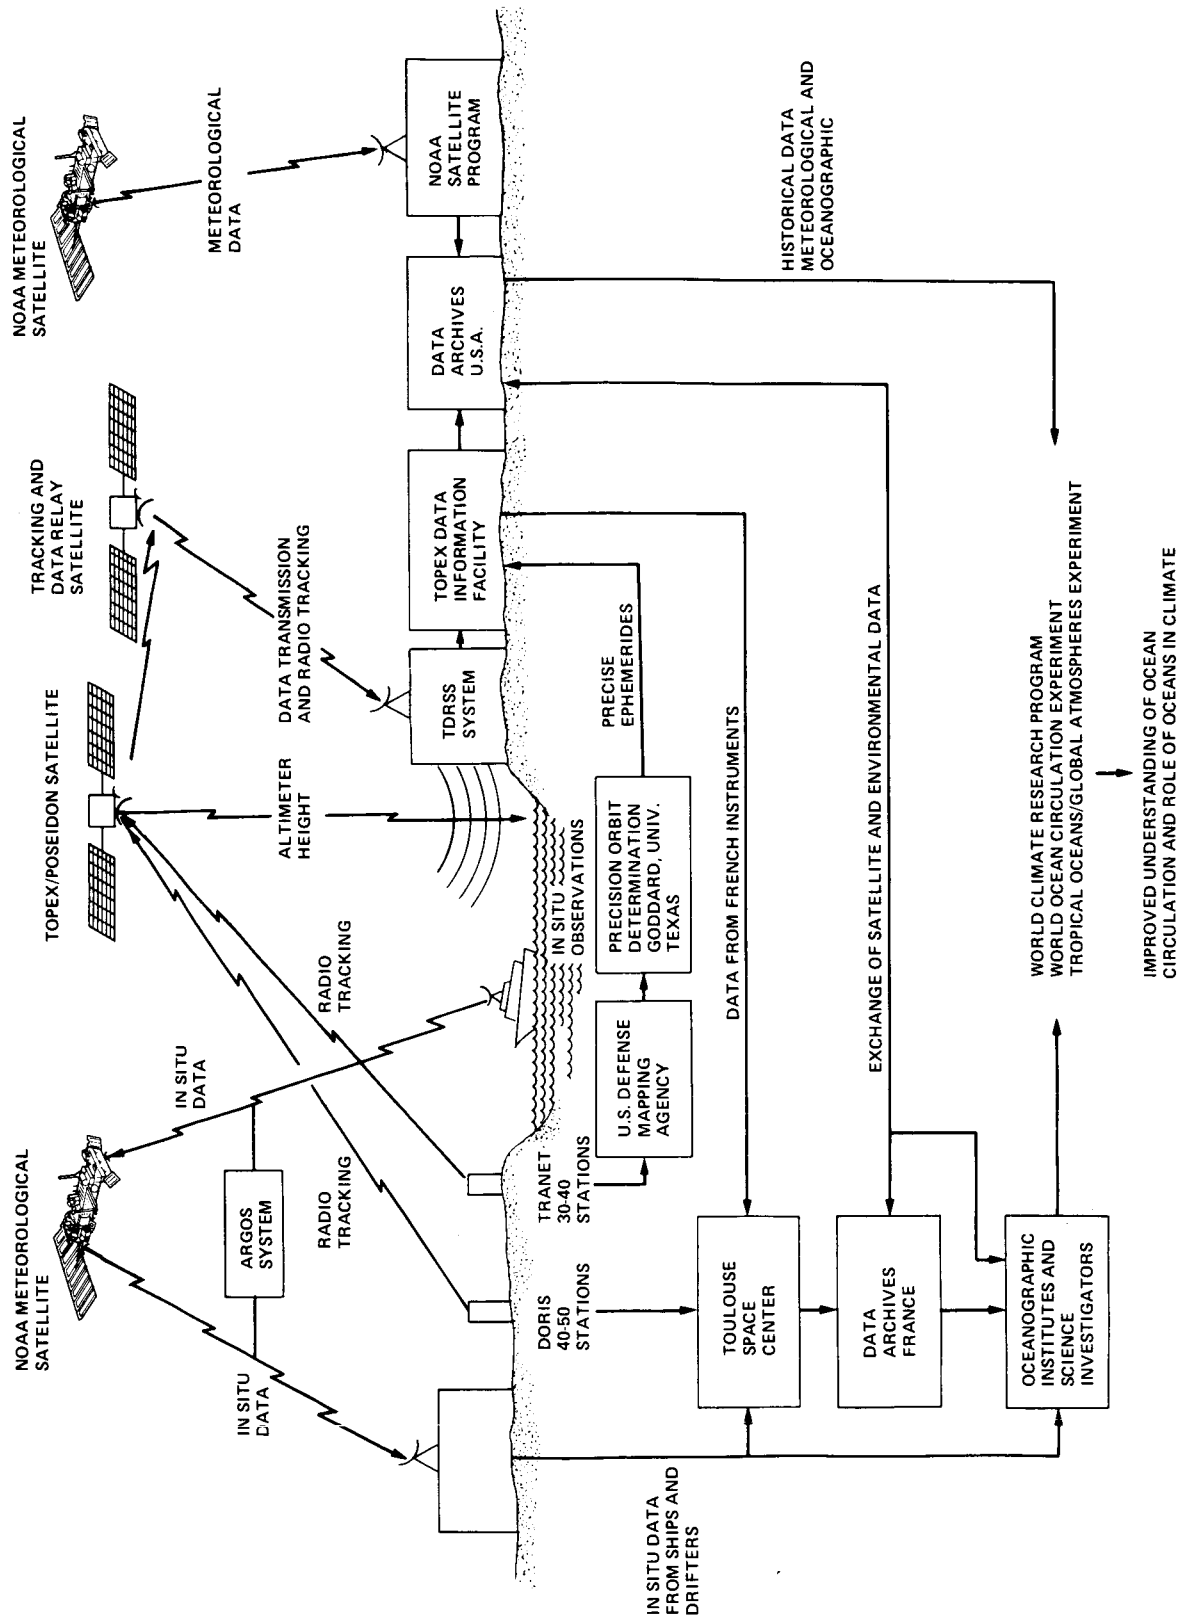 NOAA METEOROLOGICAL
SATELLITE
TOPEX/POSEIDON SATELLITE
TRACKING AND
DATA RELAY
SATELLITE
NOAA METEOROLOGICAL
SATELLITE
IN SITU
DATA
ARGOS
SYSTEM
IN SITU
DATA
RADIO
TRACKING
RADIO
TRACKING
ALTIMETER
HEIGHT
DATA TRANSMISSION
AND RADIO TRACKING
METEOROLOGICAL
DATA
TDRSS
SYSTEM
TOPEX DATA
INFORMATION
FACILITY
DATA
ARCHIVES
U.S.A.
NOAA
SATELLITE
PROGRAM
IN SITU
OBSERVATIONS
DORIS
40-50
STATIONS
TRANET
30-40
STATIONS
U.S. DEFENSE
MAPPING
AGENCY
PRECISION ORBIT
DETERMINATION
GODDARD, UNIV.
TEXAS
PRECISE
EPHEMERIDES
IN SITU DATA
FROM SHIPS AND
DRIFTERS
TOULOUSE
SPACE
CENTER
DATA FROM FRENCH INSTRUMENTS
DATA
ARCHIVES
FRANCE
EXCHANGE OF SATELLITE AND ENVIRONMENTAL DATA
HISTORICAL DATA
METEOROLOGICAL AND
OCEANOGRAPHIC
OCEANOGRAPHIC
INSTITUTES AND
SCIENCE
INVESTIGATORS
WORLD CLIMATE RESEARCH PROGRAM
WORLD OCEAN CIRCULATION EXPERIMENT
TROPICAL OCEANS/GLOBAL ATMOSPHERES EXPERIMENT
IMPROVED UNDERSTANDING OF OCEAN
CIRCULATION AND ROLE OF OCEANS IN CLIMATE